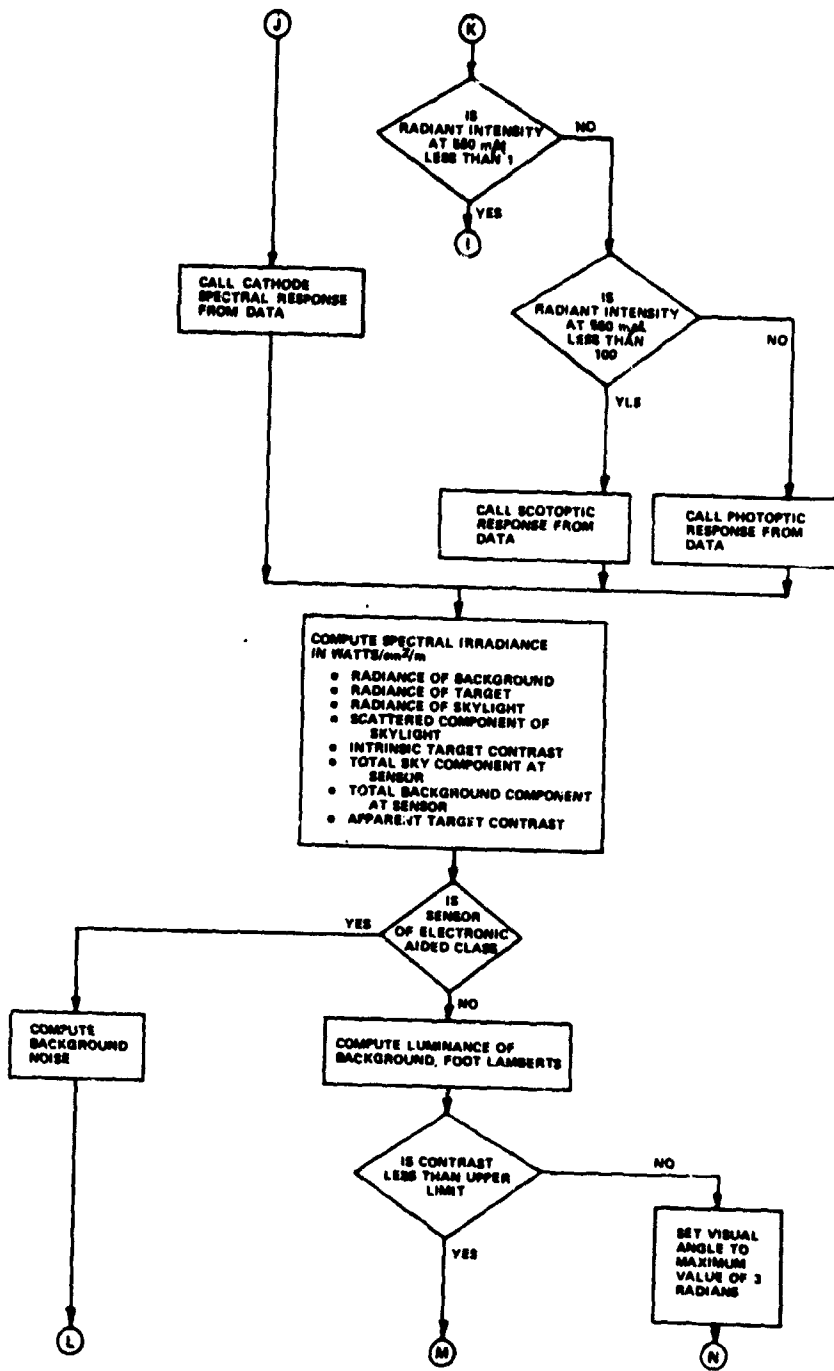 J
K
IS
RADIANT INTENSITY
AT 560 mμ
LESS THAN 1
NO
YES
I
CALL CATHODE
SPECTRAL RESPONSE
FROM DATA
IS
RADIANT INTENSITY
AT 560 mμ
LESS THAN
100
NO
YES
CALL SCOTOPTIC
RESPONSE FROM
DATA
CALL PHOTOPTIC
RESPONSE FROM
DATA
COMPUTE SPECTRAL IRRADIANCE
IN WATTS/cm²/m
• RADIANCE OF BACKGROUND
• RADIANCE OF TARGET
• RADIANCE OF SKYLIGHT
• SCATTERED COMPONENT OF
SKYLIGHT
• INTRINSIC TARGET CONTRAST
• TOTAL SKY COMPONENT AT
SENSOR
• TOTAL BACKGROUND COMPONENT
AT SENSOR
• APPARENT TARGET CONTRAST
IS
SENSOR
OF ELECTRONIC
AIDED CLASS
YES
NO
COMPUTE
BACKGROUND
NOISE
COMPUTE LUMINANCE OF
BACKGROUND, FOOT LAMBERTS
IS CONTRAST
LESS THAN UPPER
LIMIT
NO
YES
SET VISUAL
ANGLE TO
MAXIMUM
VALUE OF 3
RADIANS
L
M
N